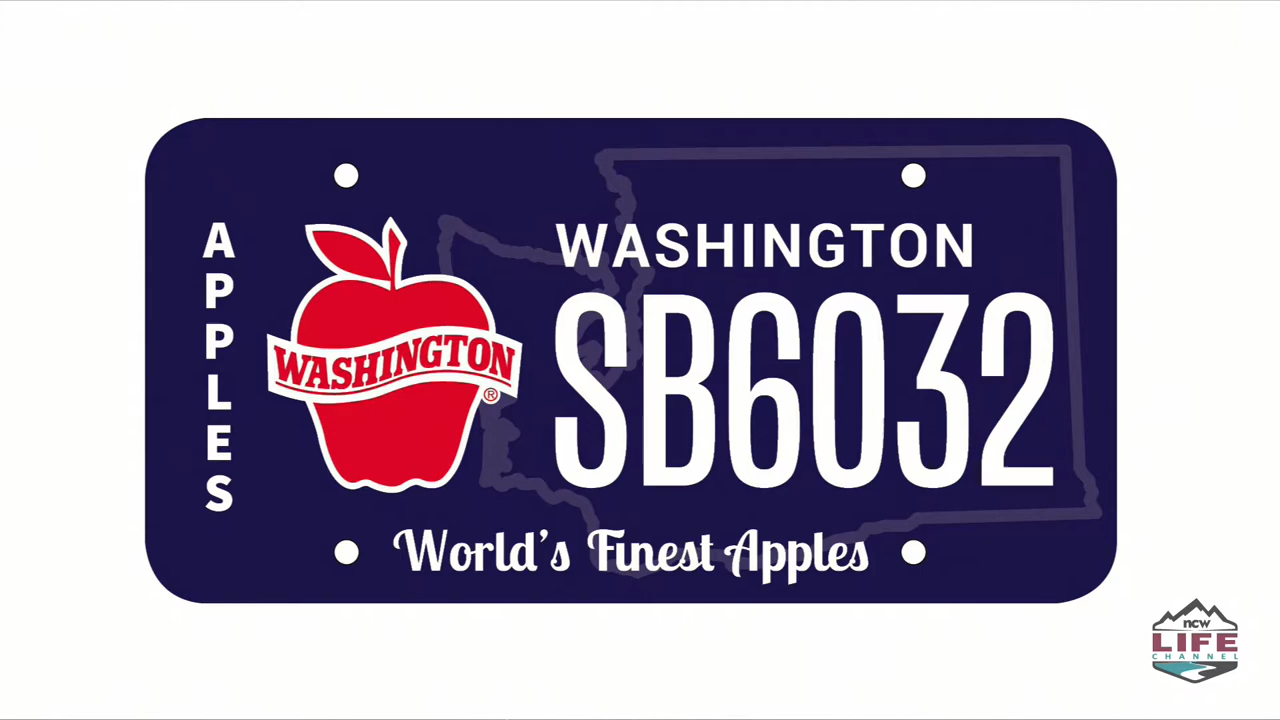 APPLES
WASHINGTON
®
WASHINGTON
SB6032
World's Finest Apples
ncw
LIFE
CHANNEL